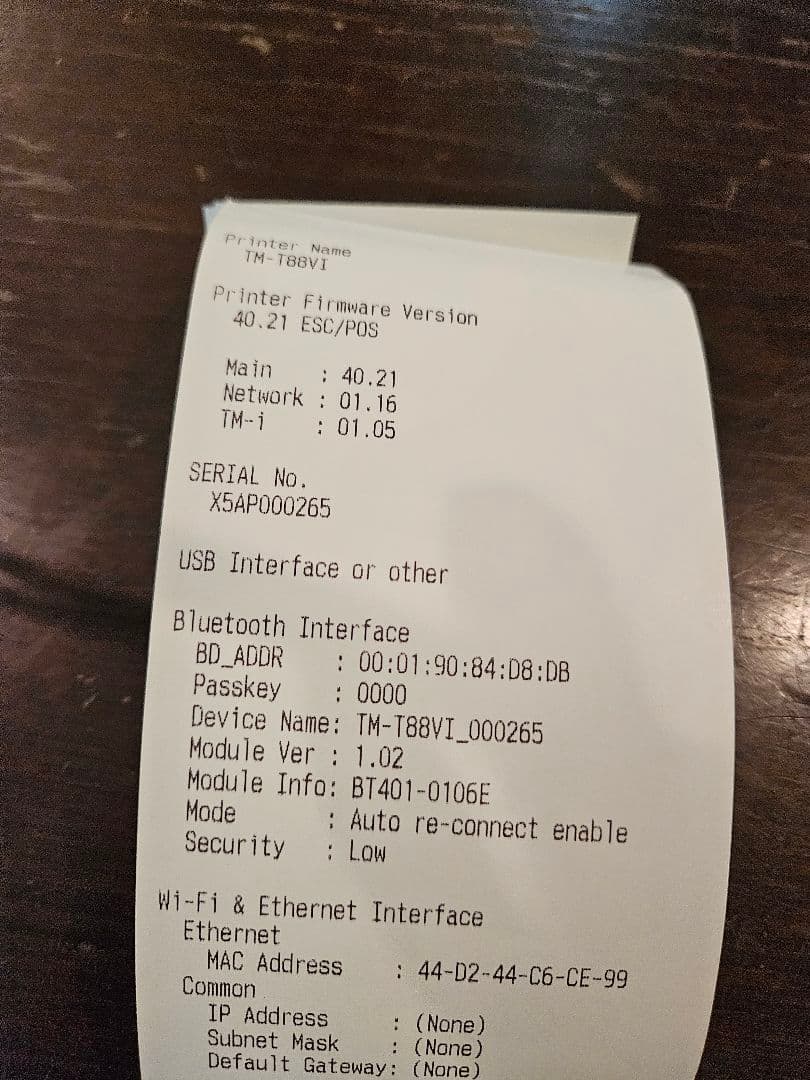 Printer Name
TM-T88VI
Printer Firmware Version
40.21 ESC/POS
Main : 40.21
Network : 01.16
TM-i : 01.05
SERIAL No.
X5AP000265
USB Interface or other
Bluetooth Interface
BD_ADDR : 00:01:90:84:D8:DB
Passkey : 0000
Device Name: TM-T88VI_000265
Module Ver : 1.02
Module Info: BT401-0106E
Mode : Auto re-connect enable
Security : Low
Wi-Fi & Ethernet Interface
Ethernet
MAC Address : 44-D2-44-C6-CE-99
Common
IP Address : (None)
Subnet Mask : (None)
Default Gateway: (None)